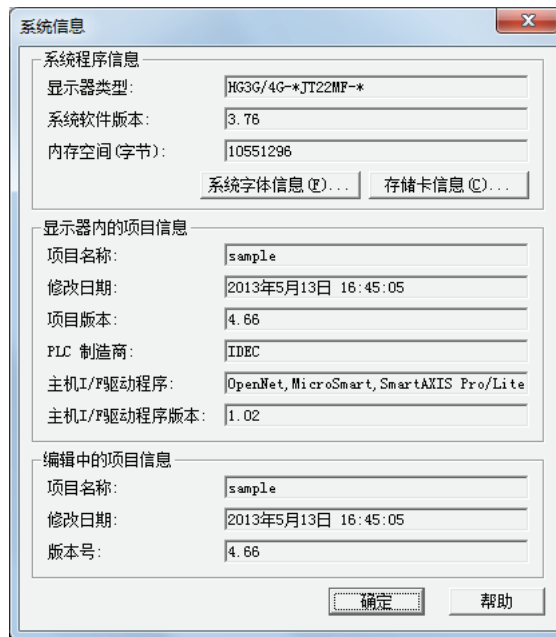 系统信息
系统程序信息
显示器类型: HG3G/4G-*JT22MF-*
系统软件版本: 3.76
内存空间(字节): 10551296
系统字体信息(F)... 存储卡信息(C)...
显示器内的项目信息
项目名称: sample
修改日期: 2013年5月13日 16:45:05
项目版本: 4.66
PLC 制造商: IDEC
主机I/F驱动程序: OpenNet,MicroSmart,SmartAXIS Pro/Lite
主机I/F驱动程序版本: 1.02
编辑中的项目信息
项目名称: sample
修改日期: 2013年5月13日 16:45:05
版本号: 4.66
确定 帮助